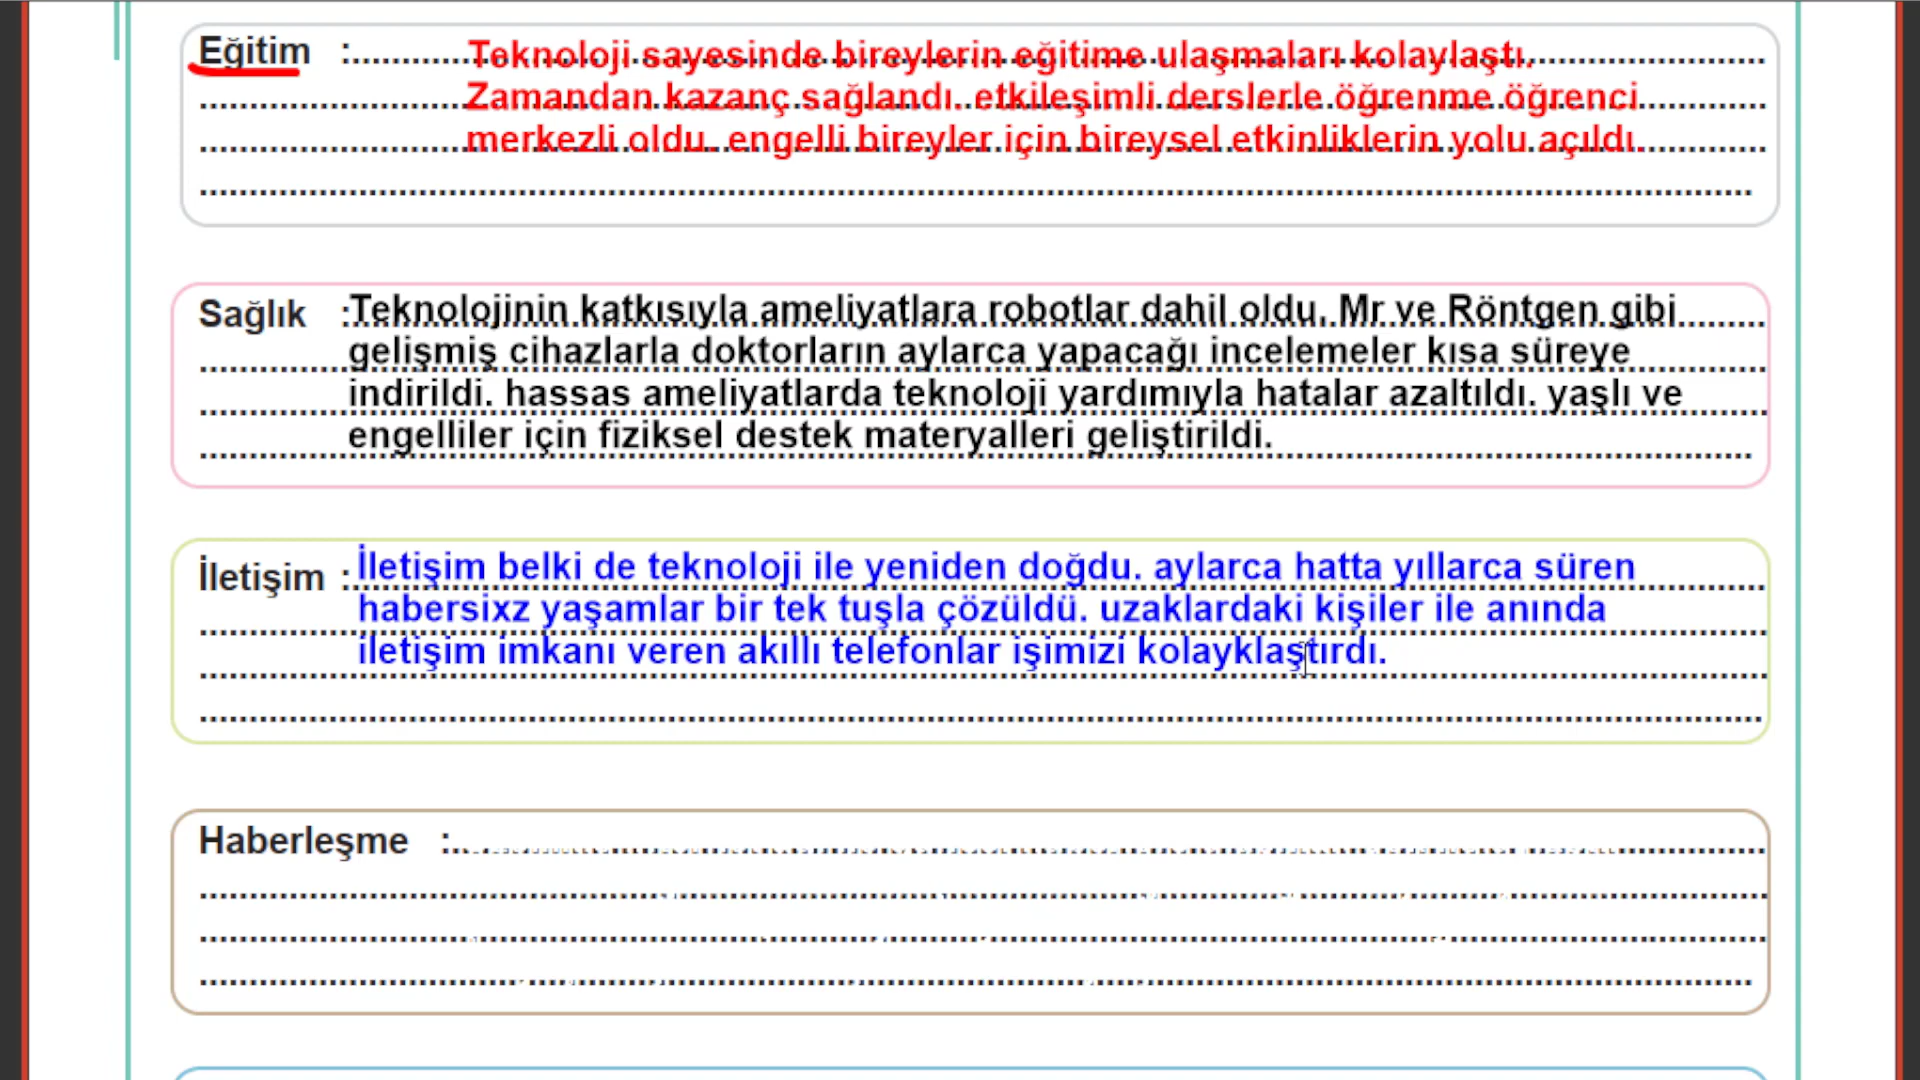 Eğitim : Teknoloji sayesinde bireylerin eğitime ulaşmaları kolaylaştı.
Zamandan kazanç sağlandı. etkileşimli derslerle öğrenme öğrenci
merkezli oldu. engelli bireyler için bireysel etkinliklerin yolu açıldı.
Sağlık :Teknolojinin katkısıyla ameliyatlara robotlar dahil oldu. Mr ve Röntgen gibi
gelişmiş cihazlarla doktorların aylarca yapacağı incelemeler kısa süreye
indirildi. hassas ameliyatlarda teknoloji yardımıyla hatalar azaltıldı. yaşlı ve
engelliler için fiziksel destek materyalleri geliştirildi.
İletişim : İletişim belki de teknoloji ile yeniden doğdu. aylarca hatta yıllarca süren
habersixz yaşamlar bir tek tuşla çözüldü. uzaklardaki kişiler ile anında
iletişim imkanı veren akıllı telefonlar işimizi kolayklaştırdı.
Haberleşme :